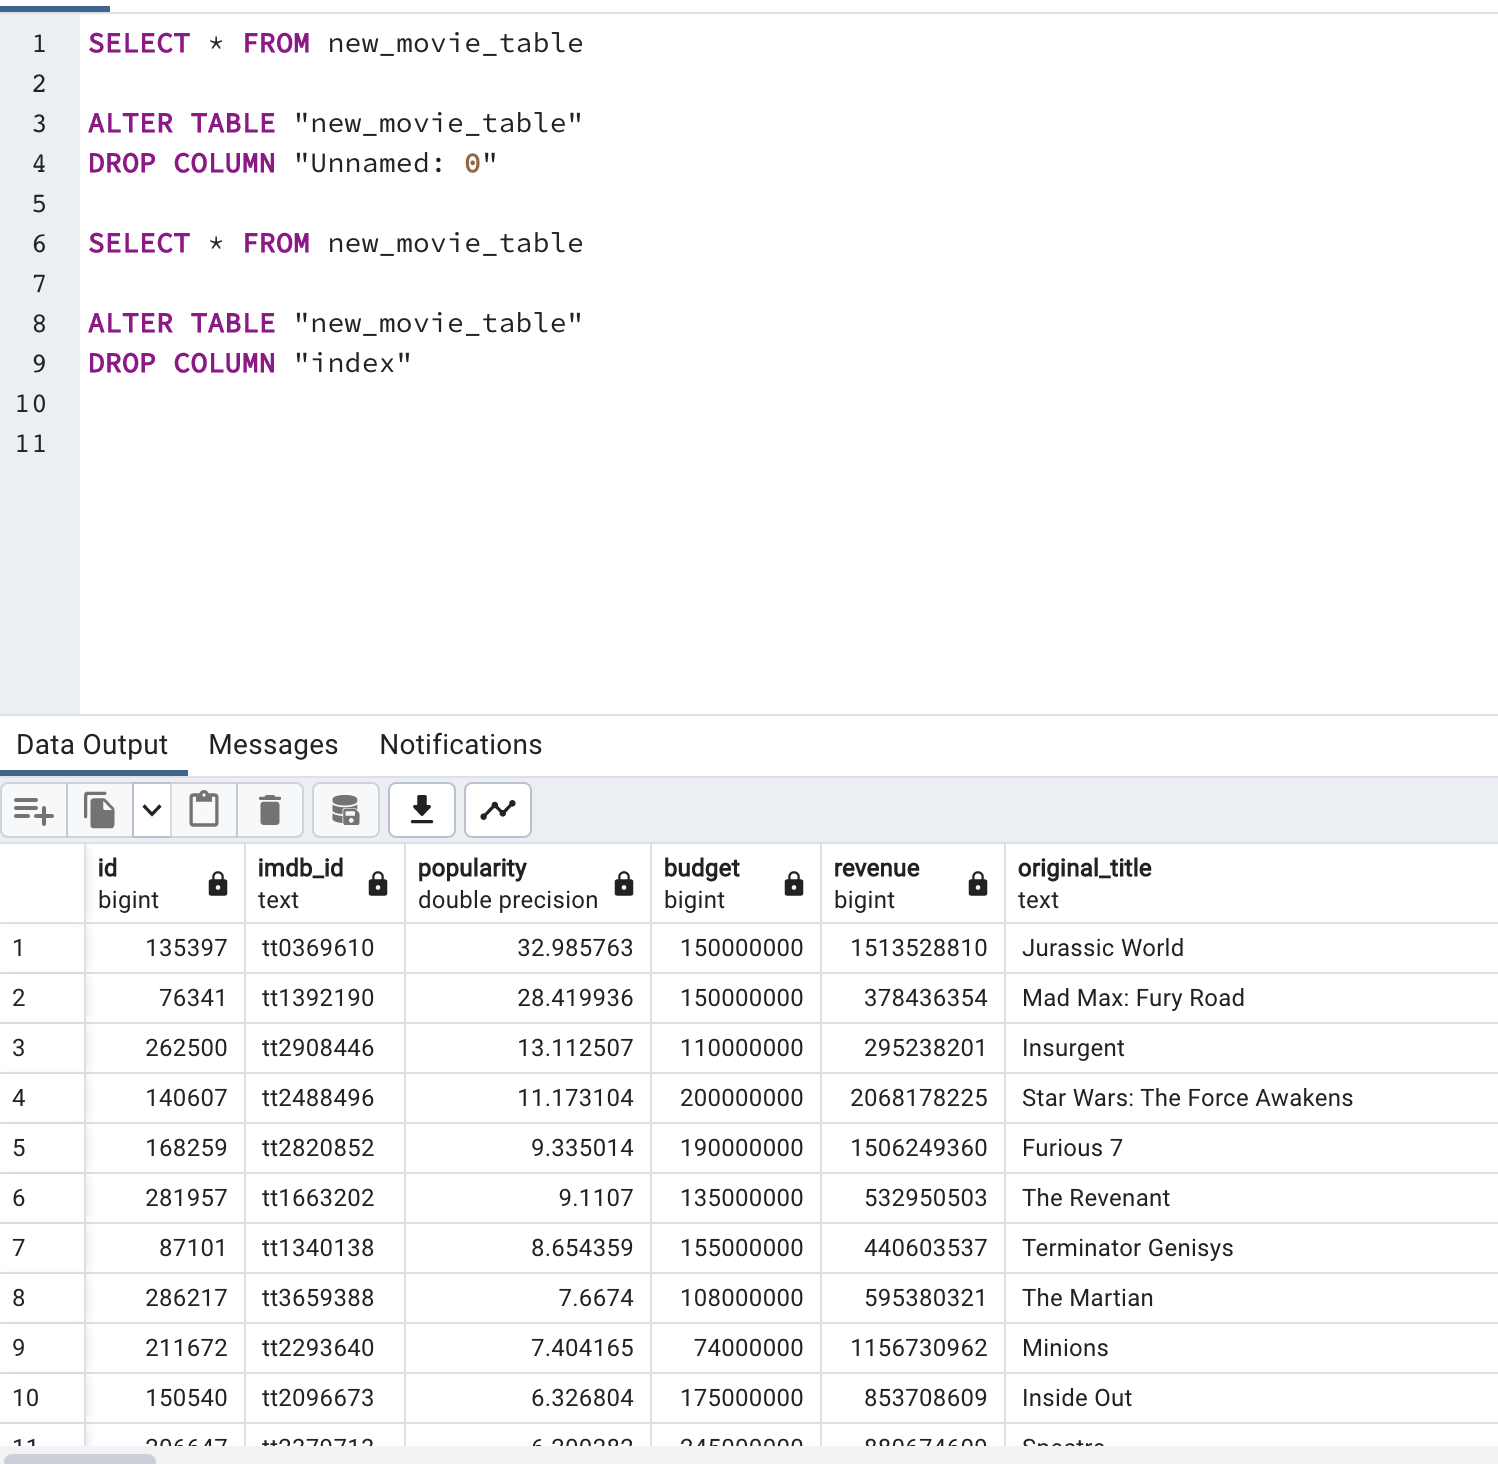 1 SELECT * FROM new_movie_table
2
3 ALTER TABLE "new_movie_table"
4 DROP COLUMN "Unnamed: 0"
5
6 SELECT * FROM new_movie_table
7
8 ALTER TABLE "new_movie_table"
9 DROP COLUMN "index"
10
11
Data Output Messages Notifications
id imdb_id popularity budget revenue original_title
bigint text double precision bigint bigint text
1 135397 tt0369610 32.985763 150000000 1513528810 Jurassic World
2 76341 tt1392190 28.419936 150000000 378436354 Mad Max: Fury Road
3 262500 tt2908446 13.112507 110000000 295238201 Insurgent
4 140607 tt2488496 11.173104 200000000 2068178225 Star Wars: The Force Awakens
5 168259 tt2820852 9.335014 190000000 1506249360 Furious 7
6 281957 tt1663202 9.1107 135000000 532950503 The Revenant
7 87101 tt1340138 8.654359 155000000 440603537 Terminator Genisys
8 286217 tt3659388 7.6674 108000000 595380321 The Martian
9 211672 tt2293640 7.404165 74000000 1156730962 Minions
10 150540 tt2096673 6.326804 175000000 853708609 Inside Out
11 Spectre